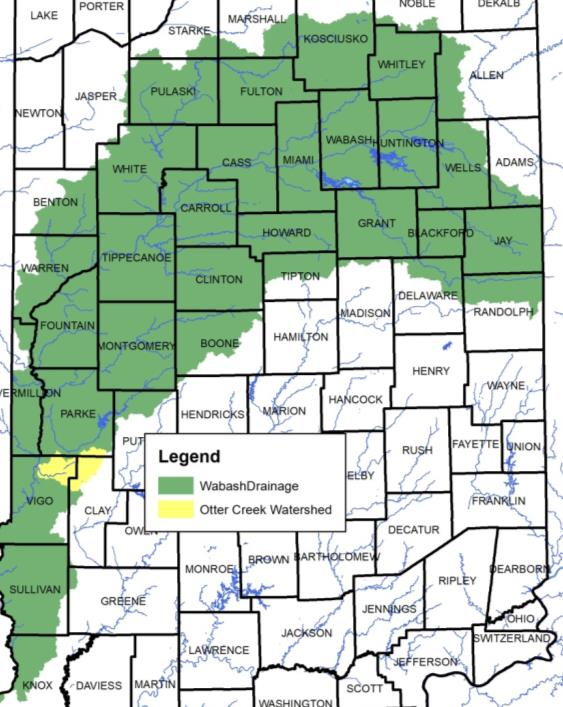 NOBLE
DEKALB
PORTER
LAKE
MARSHALL
STARKE
KOSCIUSKO
WHITLEY
ALLEN
PULASKI
FULTON
JASPER
NEWTON
WABASH
HUNTINGTON
CASS
MIAMI
ADAMS
WHITE
WELLS
BENTON
CARROLL
GRANT
HOWARD
BLACKFORD
JAY
TIPPECANOE
WARREN
CLINTON
TIPTON
DELAWARE
RANDOLPH
MADISON
FOUNTAIN
HAMILTON
MONTGOMERY
BOONE
HENRY
WAYNE
VERMILLION
HANCOCK
PARKE
HENDRICKS
MARION
PUT
FAYETTE
UNION
RUSH
ELBY
Legend
WabashDrainage
Otter Creek Watershed
VIGO
CLAY
FRANKLIN
OWE
DECATUR
BROWN
BARTHOLOMEW
MONROE
DEARBORN
RIPLEY
SULLIVAN
GREENE
JENNINGS
OHIO
JACKSON
SWITZERLAND
LAWRENCE
JEFFERSON
KNOX
DAVIESS
MARTIN
SCOTT
WASHINGTON